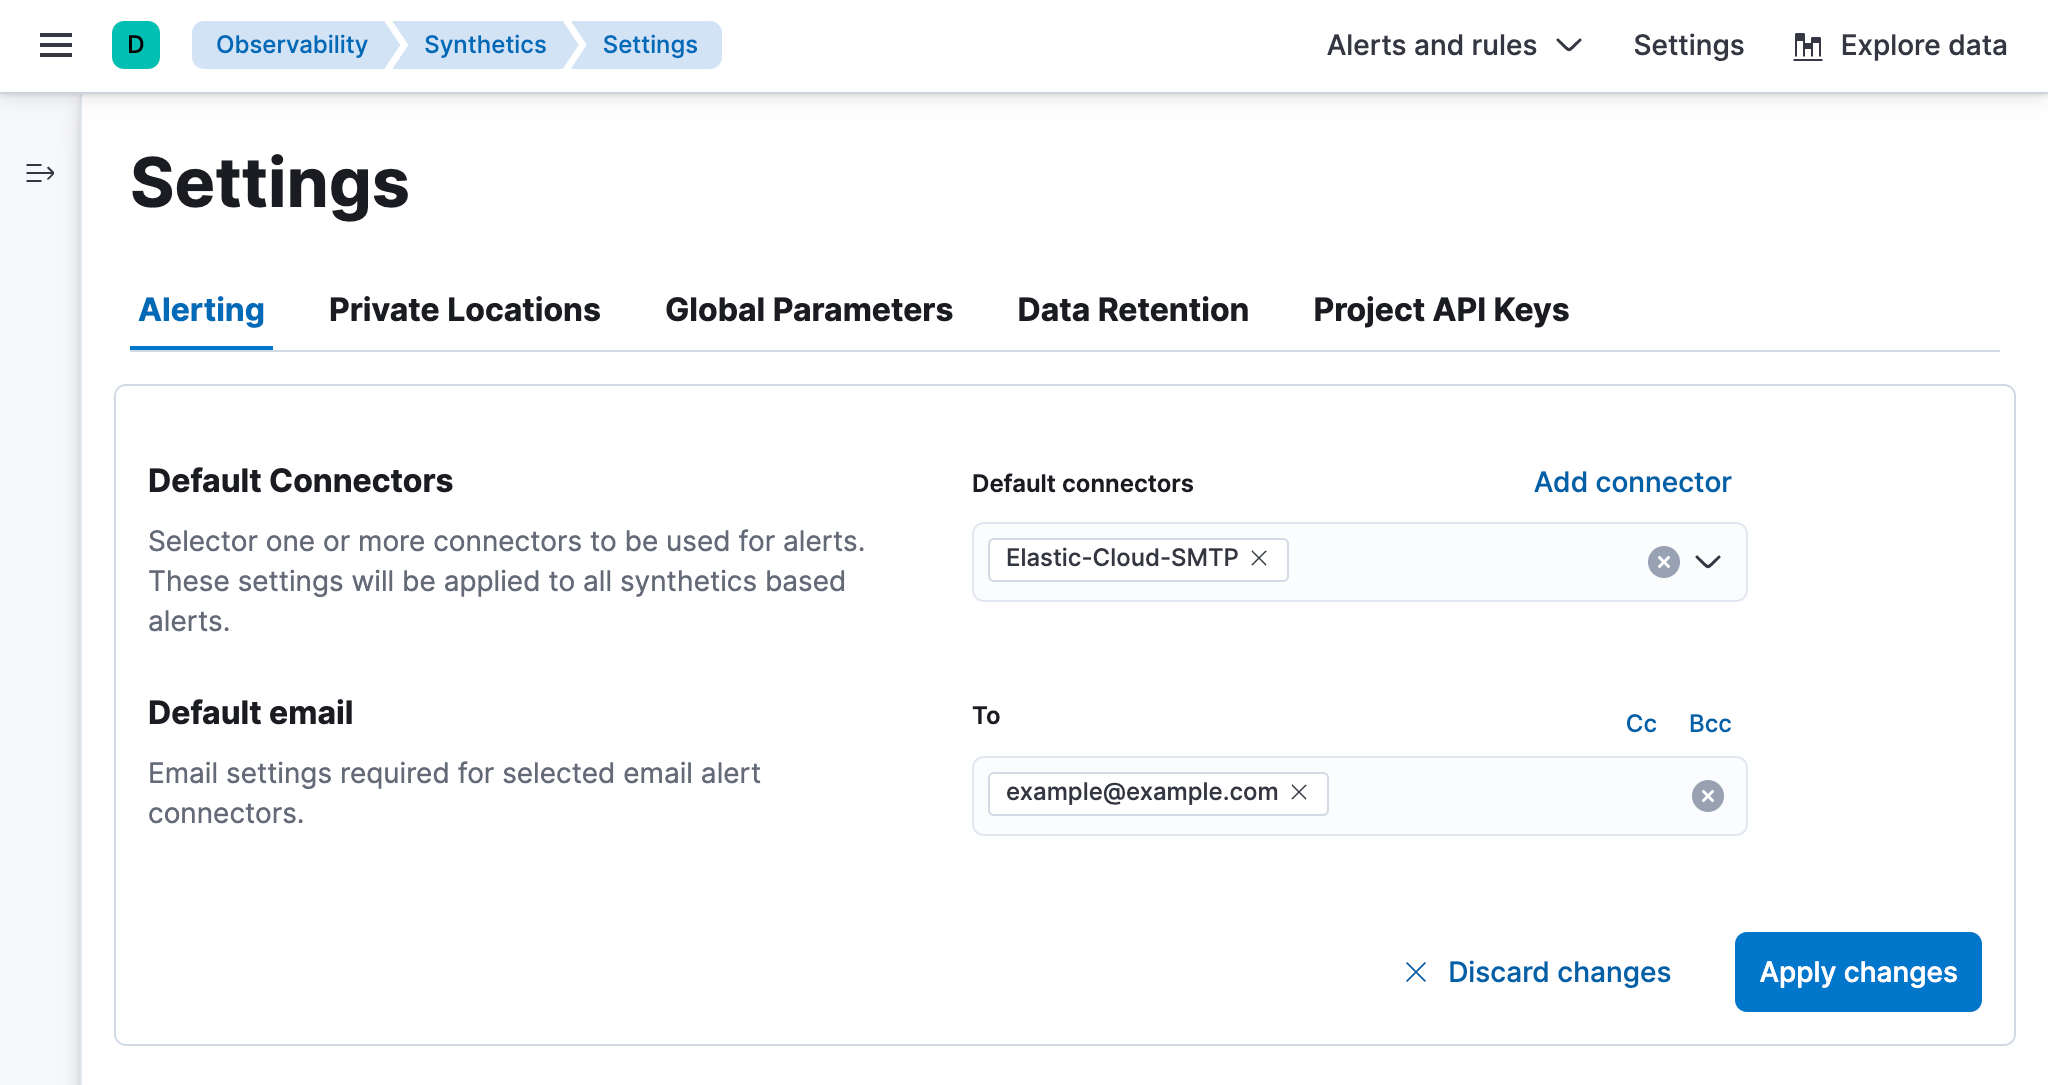 D Observability Synthetics Settings Alerts and rules Settings Explore data
Settings
Alerting Private Locations Global Parameters Data Retention Project API Keys
Default Connectors
Selector one or more connectors to be used for alerts.
These settings will be applied to all synthetics based
alerts.
Default connectors Add connector
Elastic-Cloud-SMTP
Default email
Email settings required for selected email alert
connectors.
To Cc Bcc
example@example.com
Discard changes Apply changes